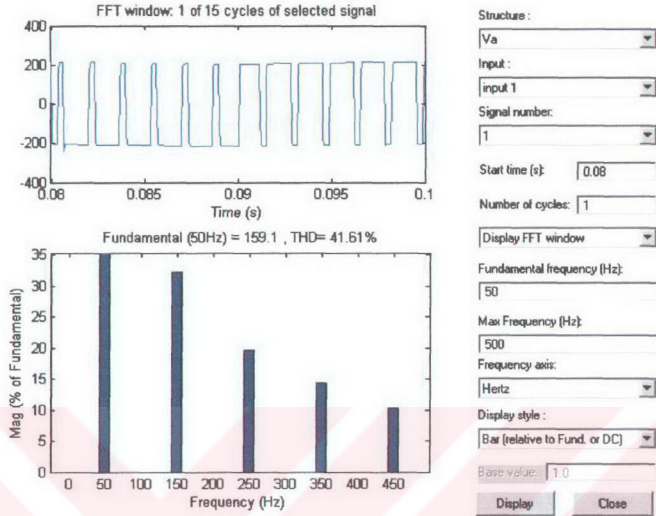 FFT window: 1 of 15 cycles of selected signal
400
200
0
-200
-400
0.08 0.085 0.09 0.095 0.1
Time (s)
Fundamental (50Hz) = 159.1 , THD= 41.61%
35
30
25
20
15
10
5
0
Mag (% of Fundamental)
0 50 100 150 200 250 300 350 400 450
Frequency (Hz)
Structure :
Va
Input :
input 1
Signal number:
1
Start time (s): 0.08
Number of cycles: 1
Display FFT window
Fundamental frequency (Hz):
50
Max Frequency (Hz):
500
Frequency axis:
Hertz
Display style :
Bar (relative to Fund. or DC)
Base value: 1.0
Display Close